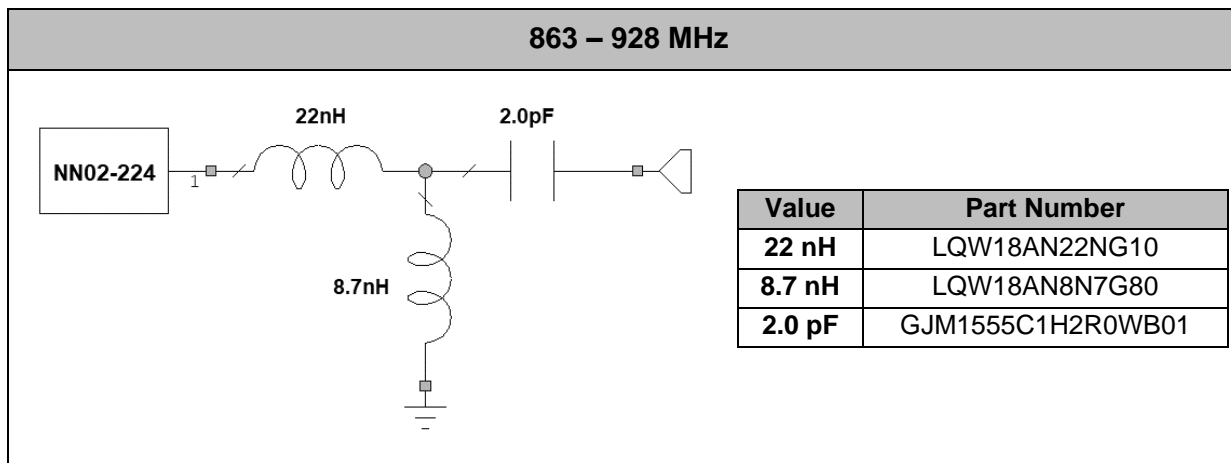 863 – 928 MHz
22nH
2.0pF
NN02-224
1
8.7nH
Value Part Number
22 nH LQW18AN22NG10
8.7 nH LQW18AN8N7G80
2.0 pF GJM1555C1H2R0WB01